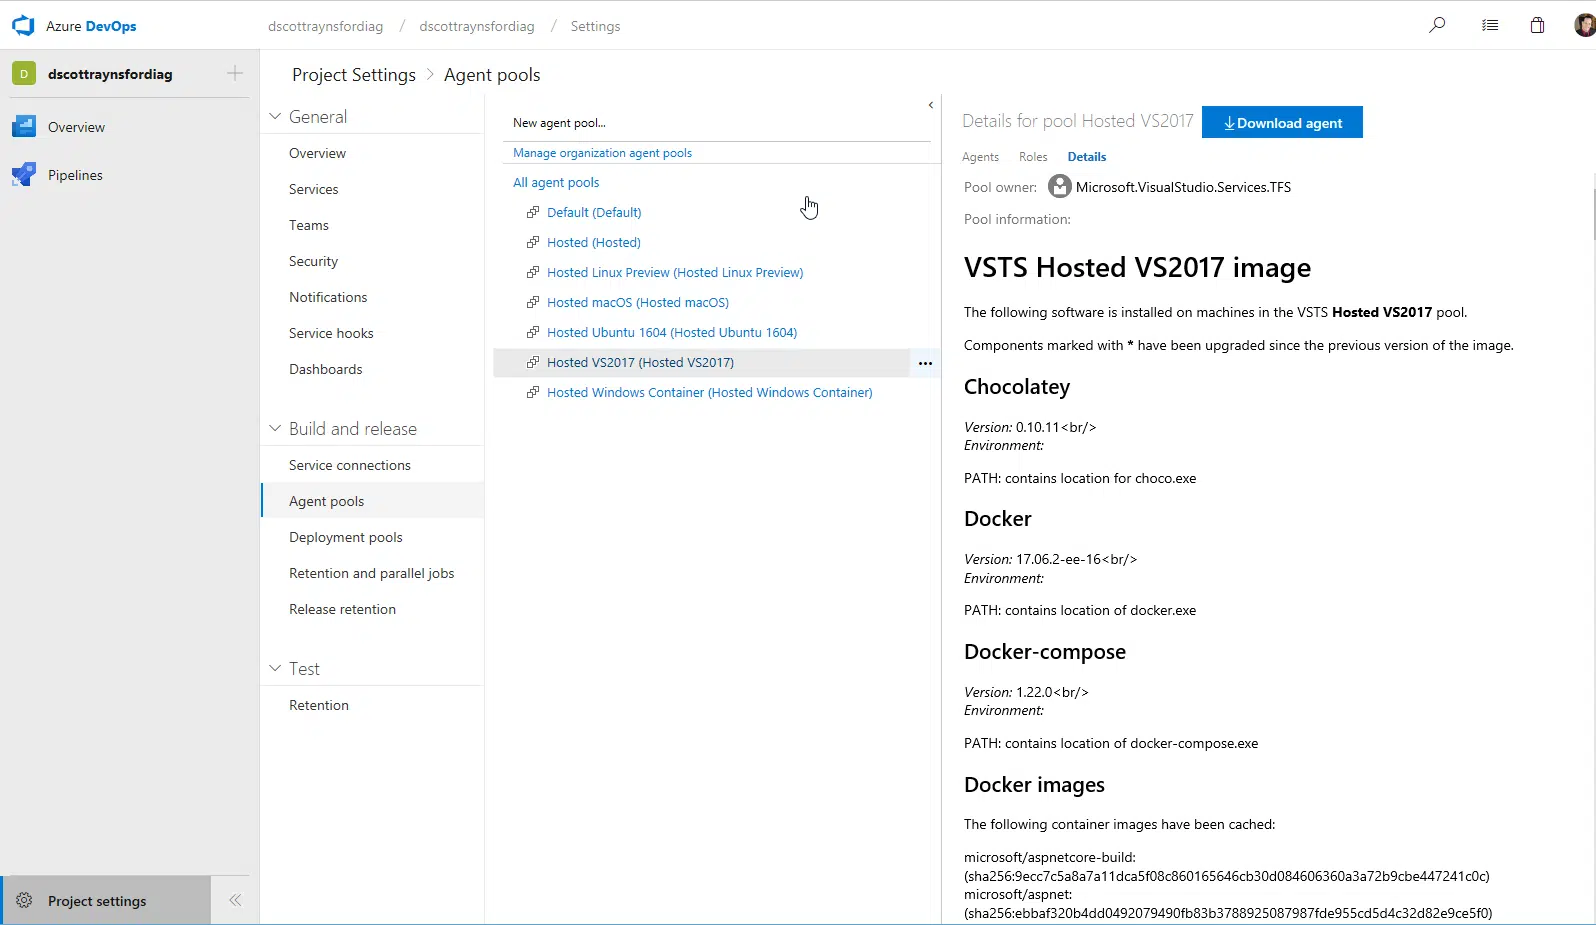 Azure DevOps
dscottraynsfordiag / dscottraynsfordiag / Settings
D dscottraynsfordiag
Overview
Pipelines
Project settings
Project Settings > Agent pools
General
Overview
Services
Teams
Security
Notifications
Service hooks
Dashboards
Build and release
Service connections
Agent pools
Deployment pools
Retention and parallel jobs
Release retention
Test
Retention
New agent pool...
Manage organization agent pools
All agent pools
Default (Default)
Hosted (Hosted)
Hosted Linux Preview (Hosted Linux Preview)
Hosted macOS (Hosted macOS)
Hosted Ubuntu 1604 (Hosted Ubuntu 1604)
Hosted VS2017 (Hosted VS2017)
Hosted Windows Container (Hosted Windows Container)
Details for pool Hosted VS2017
Download agent
Agents Roles Details
Pool owner: Microsoft.VisualStudio.Services.TFS
Pool information:
VSTS Hosted VS2017 image
The following software is installed on machines in the VSTS Hosted VS2017 pool.
Components marked with * have been upgraded since the previous version of the image.
Chocolatey
Version: 0.10.11<br/>
Environment:
PATH: contains location for choco.exe
Docker
Version: 17.06.2-ee-16<br/>
Environment:
PATH: contains location of docker.exe
Docker-compose
Version: 1.22.0<br/>
Environment:
PATH: contains location of docker-compose.exe
Docker images
The following container images have been cached:
microsoft/aspnetcore-build:
(sha256:9ecc7c5a8a7a11dca5f08c860165646cb30d084606360a3a72b9cbe447241c0c)
microsoft/aspnet:
(sha256:ebbaf320b4dd0492079490fb83b3788925087987fde955cd5d4c32d82e9ce5f0)